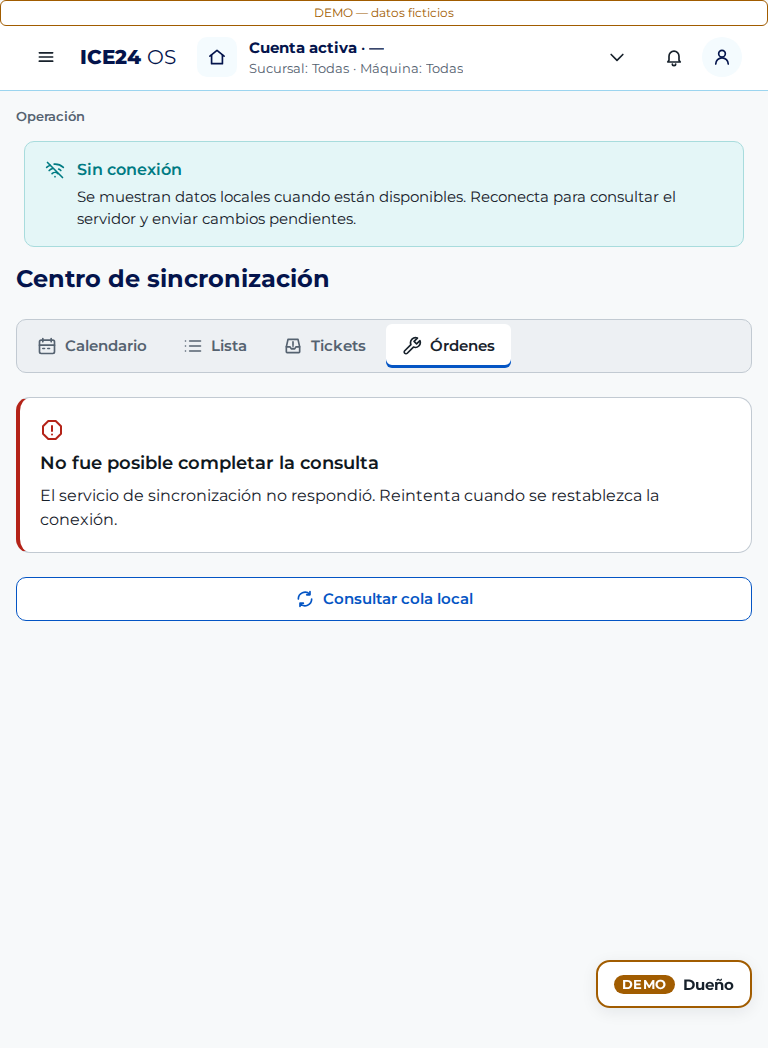 DEMO — datos ficticios
ICE24 OS
Cuenta activa · —
Sucursal: Todas · Máquina: Todas
Operación
Sin conexión
Se muestran datos locales cuando están disponibles. Reconecta para consultar el
servidor y enviar cambios pendientes.
Centro de sincronización
Calendario
Lista
Tickets
Órdenes
No fue posible completar la consulta
El servicio de sincronización no respondió. Reintenta cuando se restablezca la
conexión.
Consultar cola local
DEMO Dueño